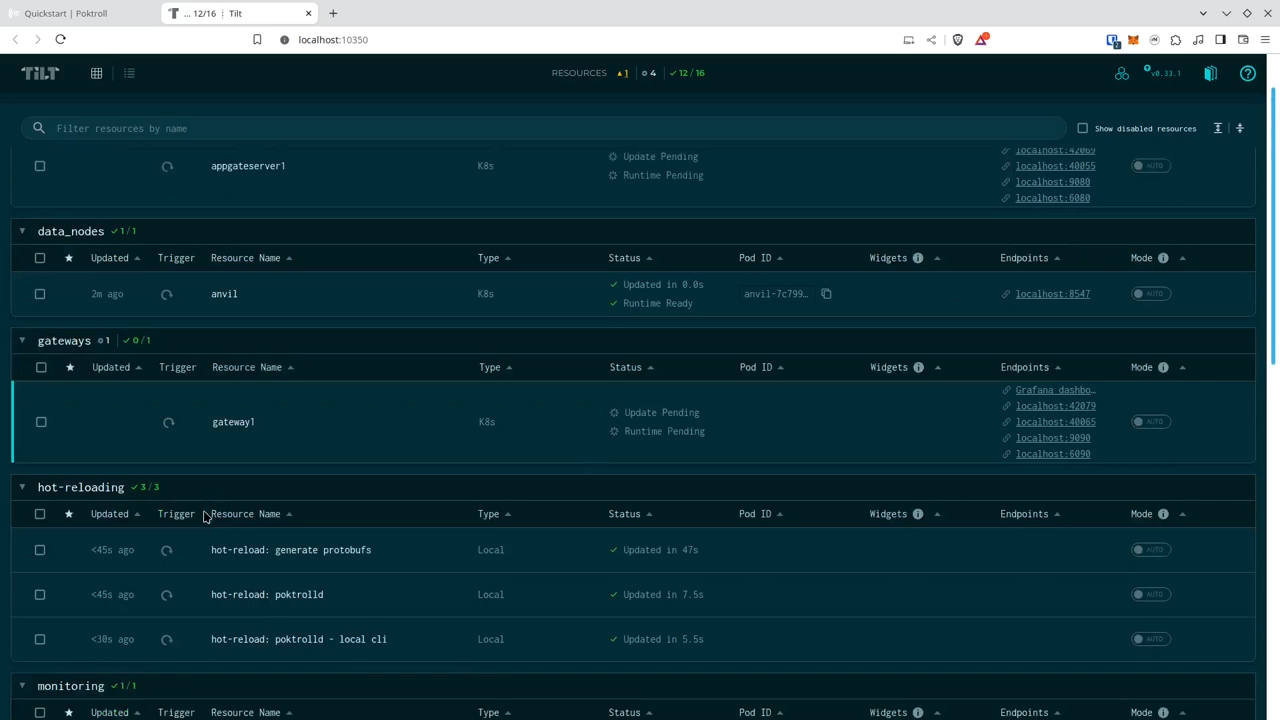 Quickstart | Poktroll
... 12/16 | Tilt
localhost:10350
2
TILT
RESOURCES 1 4 12 / 16
v0.33.1
Filter resources by name
Show disabled resources
appgateserver1 K8s Update Pending
Runtime Pending
localhost:42069
localhost:40055
localhost:9080
localhost:6080
AUTO
data_nodes 1 / 1
Updated Trigger Resource Name Type Status Pod ID Widgets Endpoints Mode
2m ago anvil K8s Updated in 0.0s
Runtime Ready
anvil-7c799… localhost:8547 AUTO
gateways 1 0 / 1
Updated Trigger Resource Name Type Status Pod ID Widgets Endpoints Mode
gateway1 K8s Update Pending
Runtime Pending
Grafana dashbo…
localhost:42079
localhost:40065
localhost:9090
localhost:6090
AUTO
hot-reloading 3 / 3
Updated Trigger Resource Name Type Status Pod ID Widgets Endpoints Mode
<45s ago hot-reload: generate protobufs Local Updated in 47s AUTO
<45s ago hot-reload: poktrolld Local Updated in 7.5s AUTO
<30s ago hot-reload: poktrolld - local cli Local Updated in 5.5s AUTO
monitoring 1 / 1
Updated Trigger Resource Name Type Status Pod ID Widgets Endpoints Mode